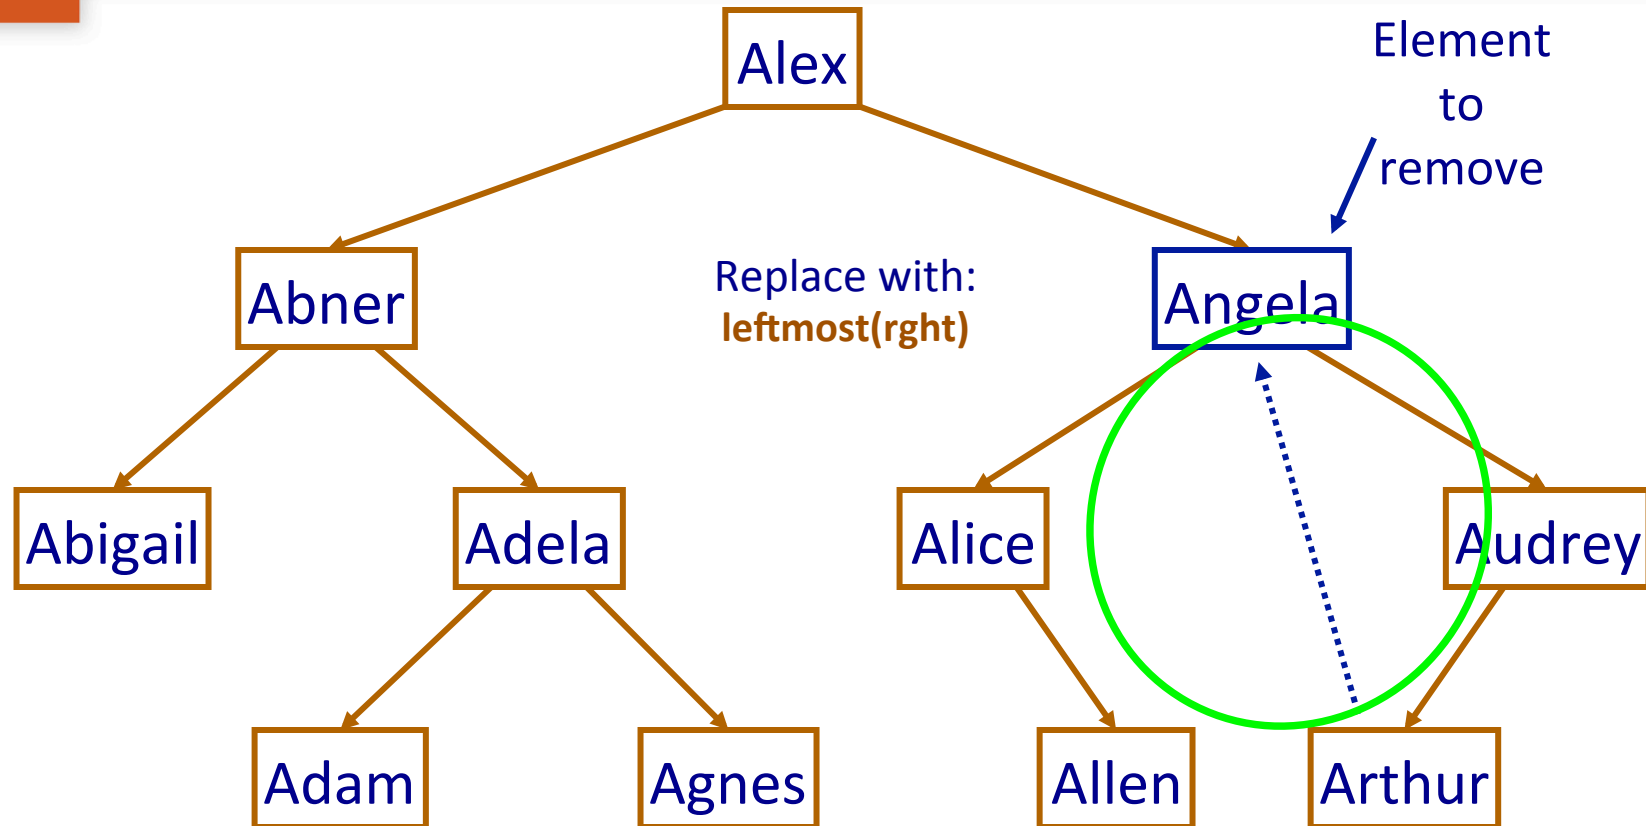 Alex
Element
to
remove
Abner
Replace with:
leftmost(rght)
Angela
Abigail
Adela
Alice
Audrey
Adam
Agnes
Allen
Arthur